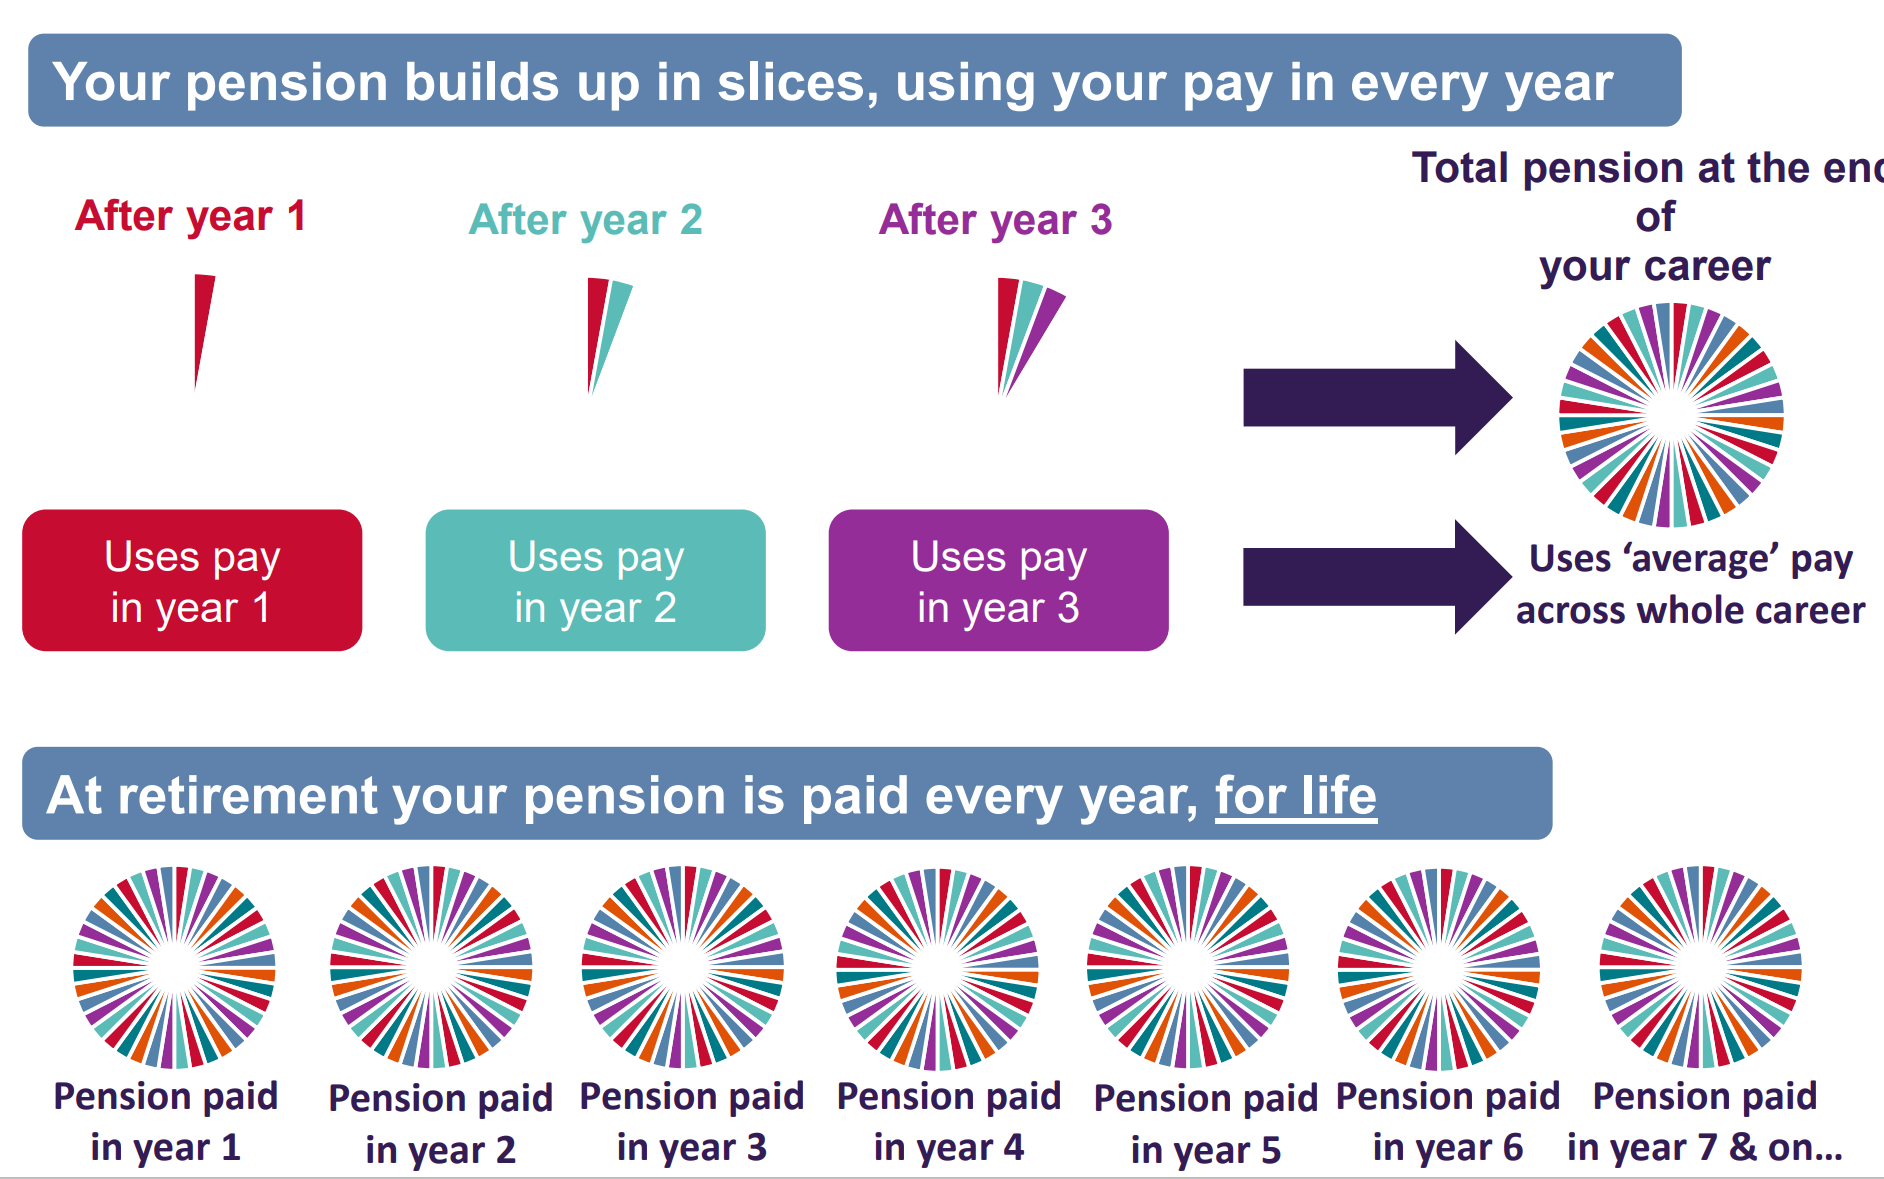 Your pension builds up in slices, using your pay in every year
After year 1
After year 2
After year 3
Total pension at the end
of
your career
Uses pay
in year 1
Uses pay
in year 2
Uses pay
in year 3
Uses ‘average’ pay
across whole career
At retirement your pension is paid every year, for life
Pension paid
in year 1
Pension paid
in year 2
Pension paid
in year 3
Pension paid
in year 4
Pension paid
in year 5
Pension paid
in year 6
Pension paid
in year 7 & on...